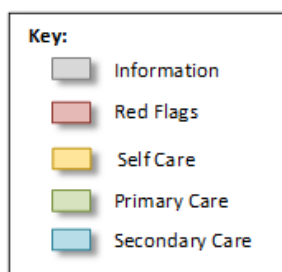 Key:
Information
Red Flags
Self Care
Primary Care
Secondary Care